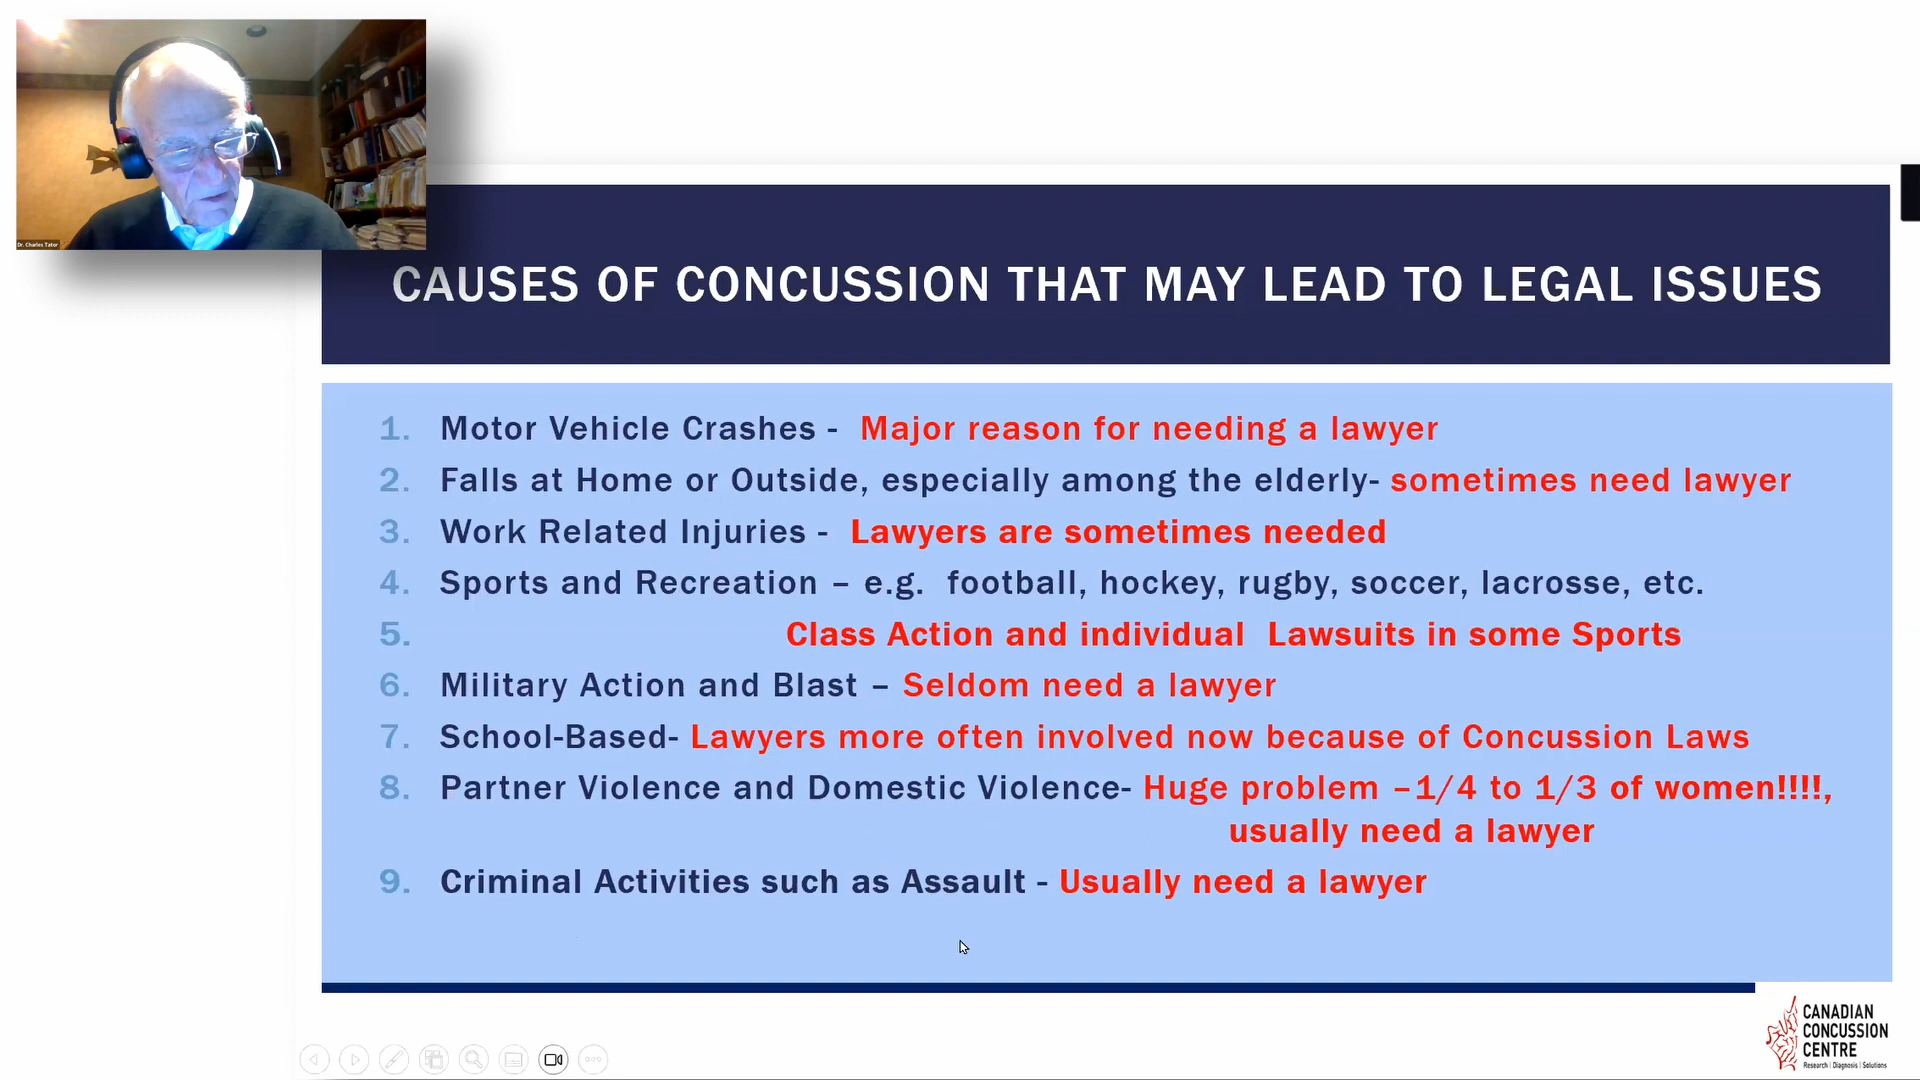 Dr. Charles Tator
CAUSES OF CONCUSSION THAT MAY LEAD TO LEGAL ISSUES
1. Motor Vehicle Crashes - Major reason for needing a lawyer
2. Falls at Home or Outside, especially among the elderly- sometimes need lawyer
3. Work Related Injuries - Lawyers are sometimes needed
4. Sports and Recreation – e.g. football, hockey, rugby, soccer, lacrosse, etc.
5. Class Action and individual Lawsuits in some Sports
6. Military Action and Blast – Seldom need a lawyer
7. School-Based- Lawyers more often involved now because of Concussion Laws
8. Partner Violence and Domestic Violence- Huge problem –1/4 to 1/3 of women!!!!,
usually need a lawyer
9. Criminal Activities such as Assault - Usually need a lawyer
CANADIAN
CONCUSSION
CENTRE
Research | Diagnosis | Solutions